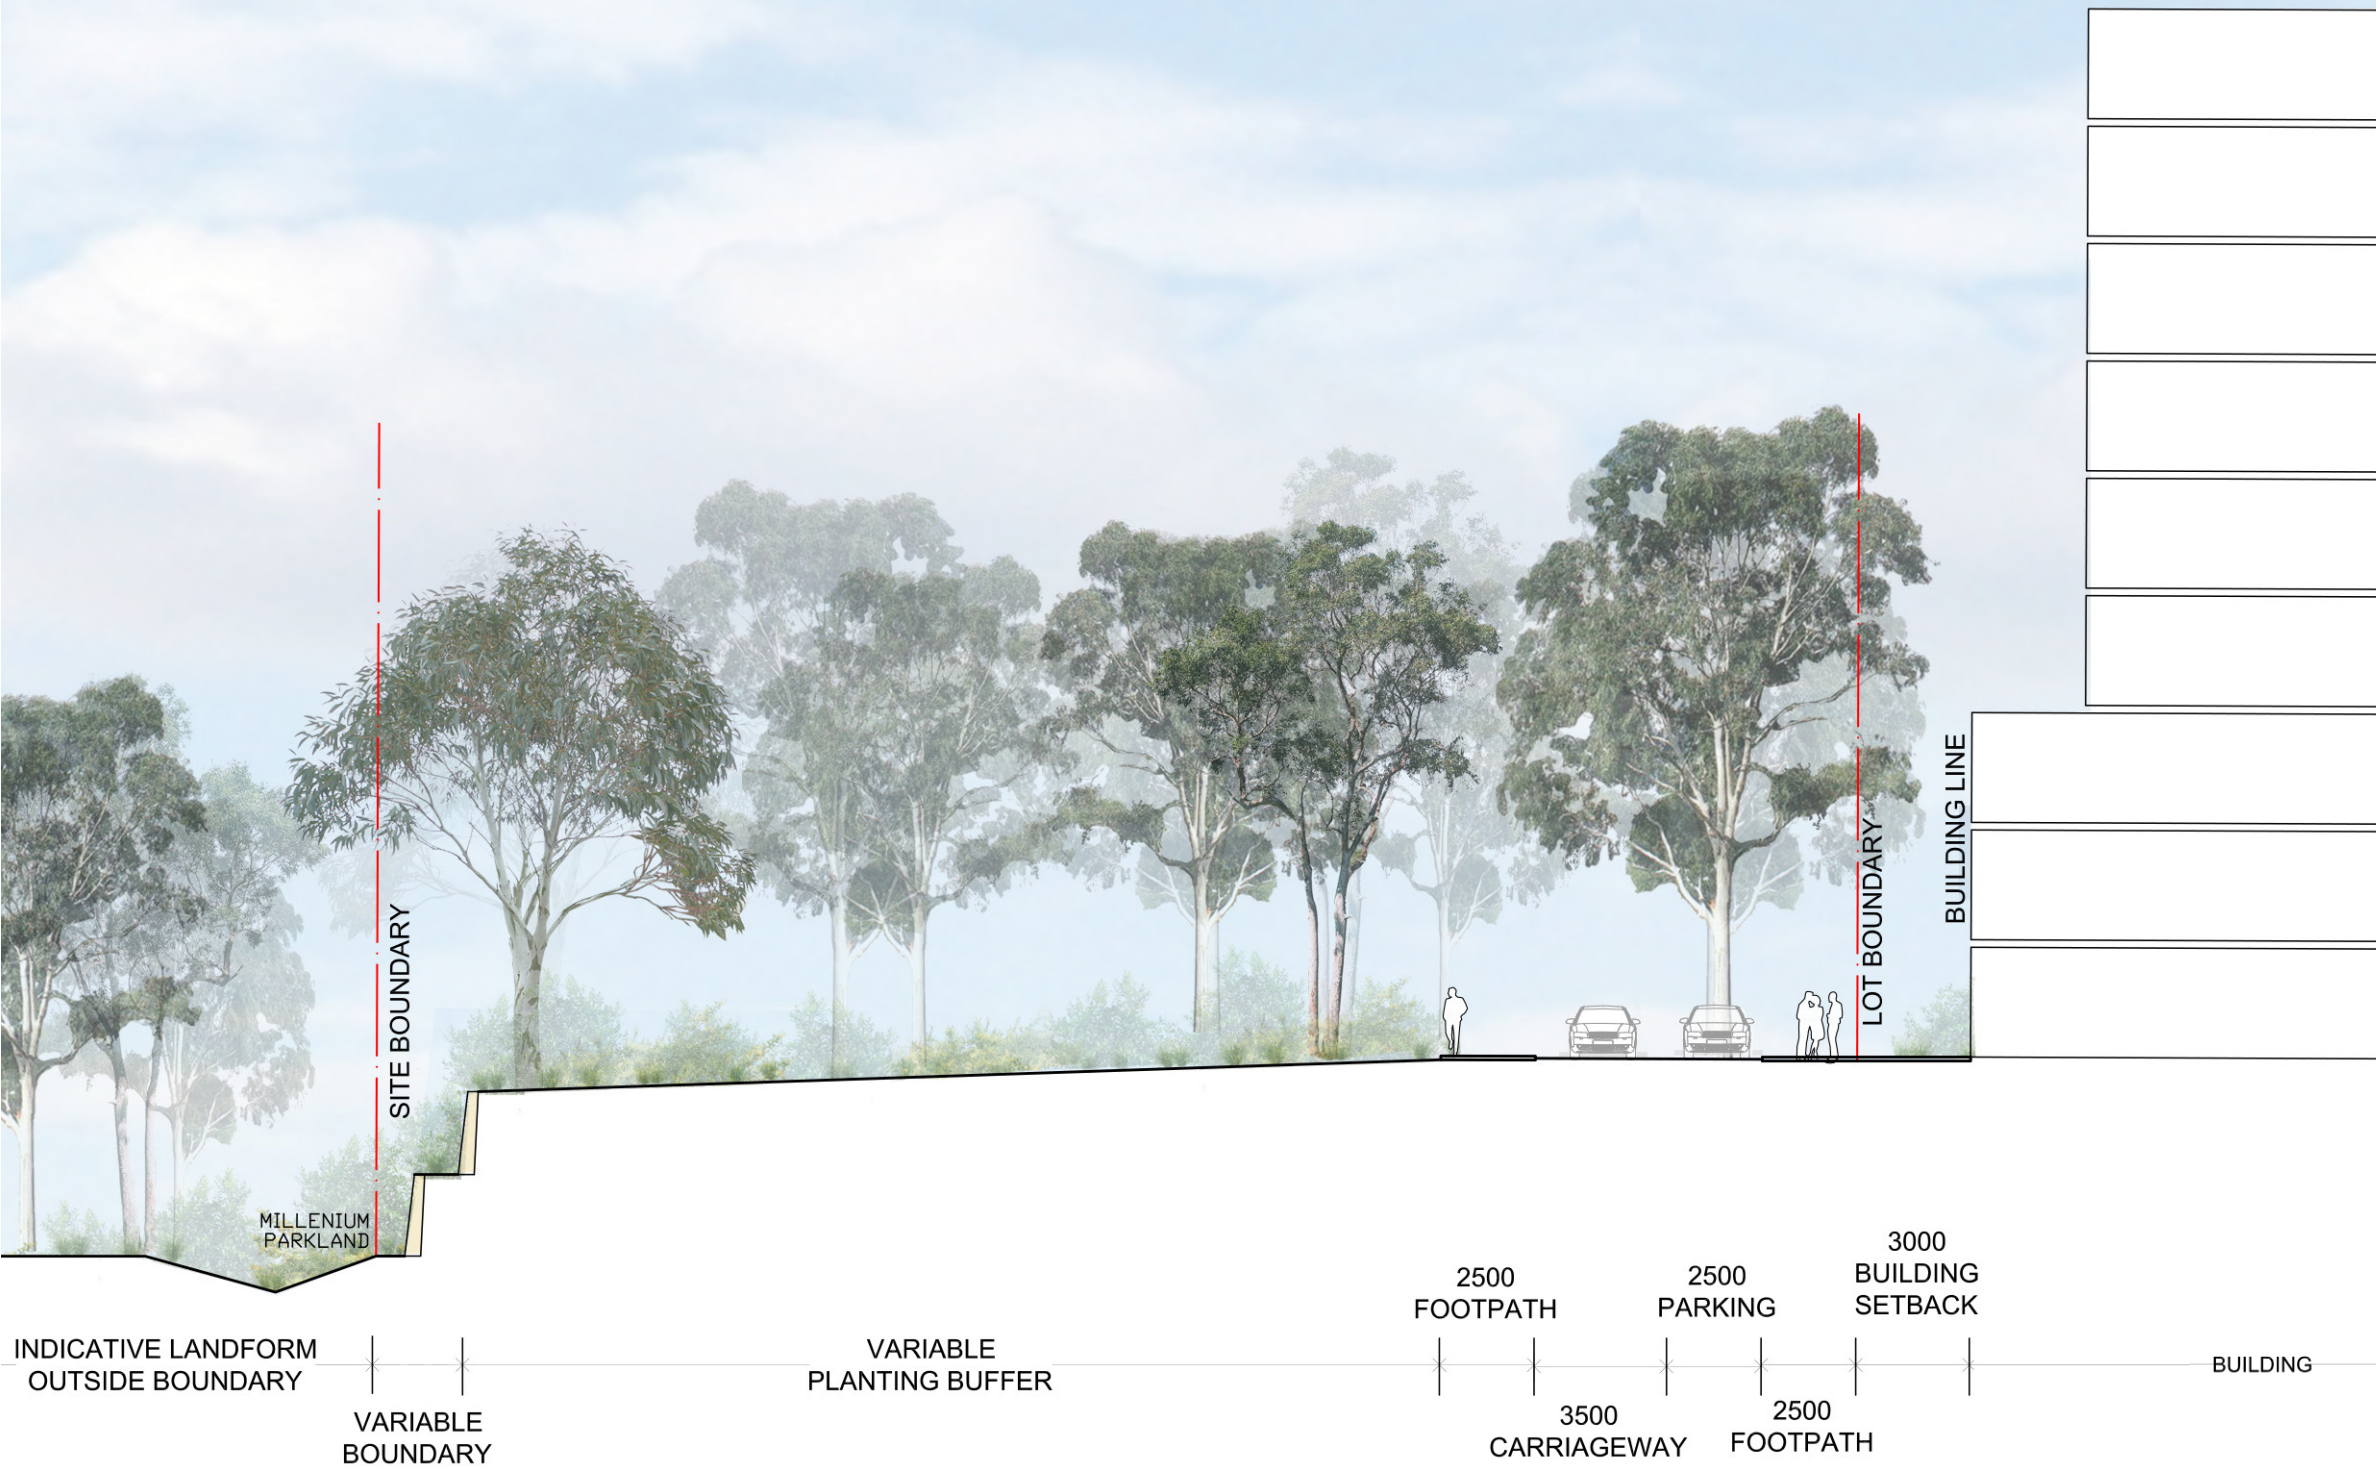 SITE BOUNDARY
LOT BOUNDARY
BUILDING LINE
MILLENIUM
PARKLAND
INDICATIVE LANDFORM
OUTSIDE BOUNDARY
VARIABLE
BOUNDARY
VARIABLE
PLANTING BUFFER
2500
FOOTPATH
3500
CARRIAGEWAY
2500
PARKING
2500
FOOTPATH
3000
BUILDING
SETBACK
BUILDING